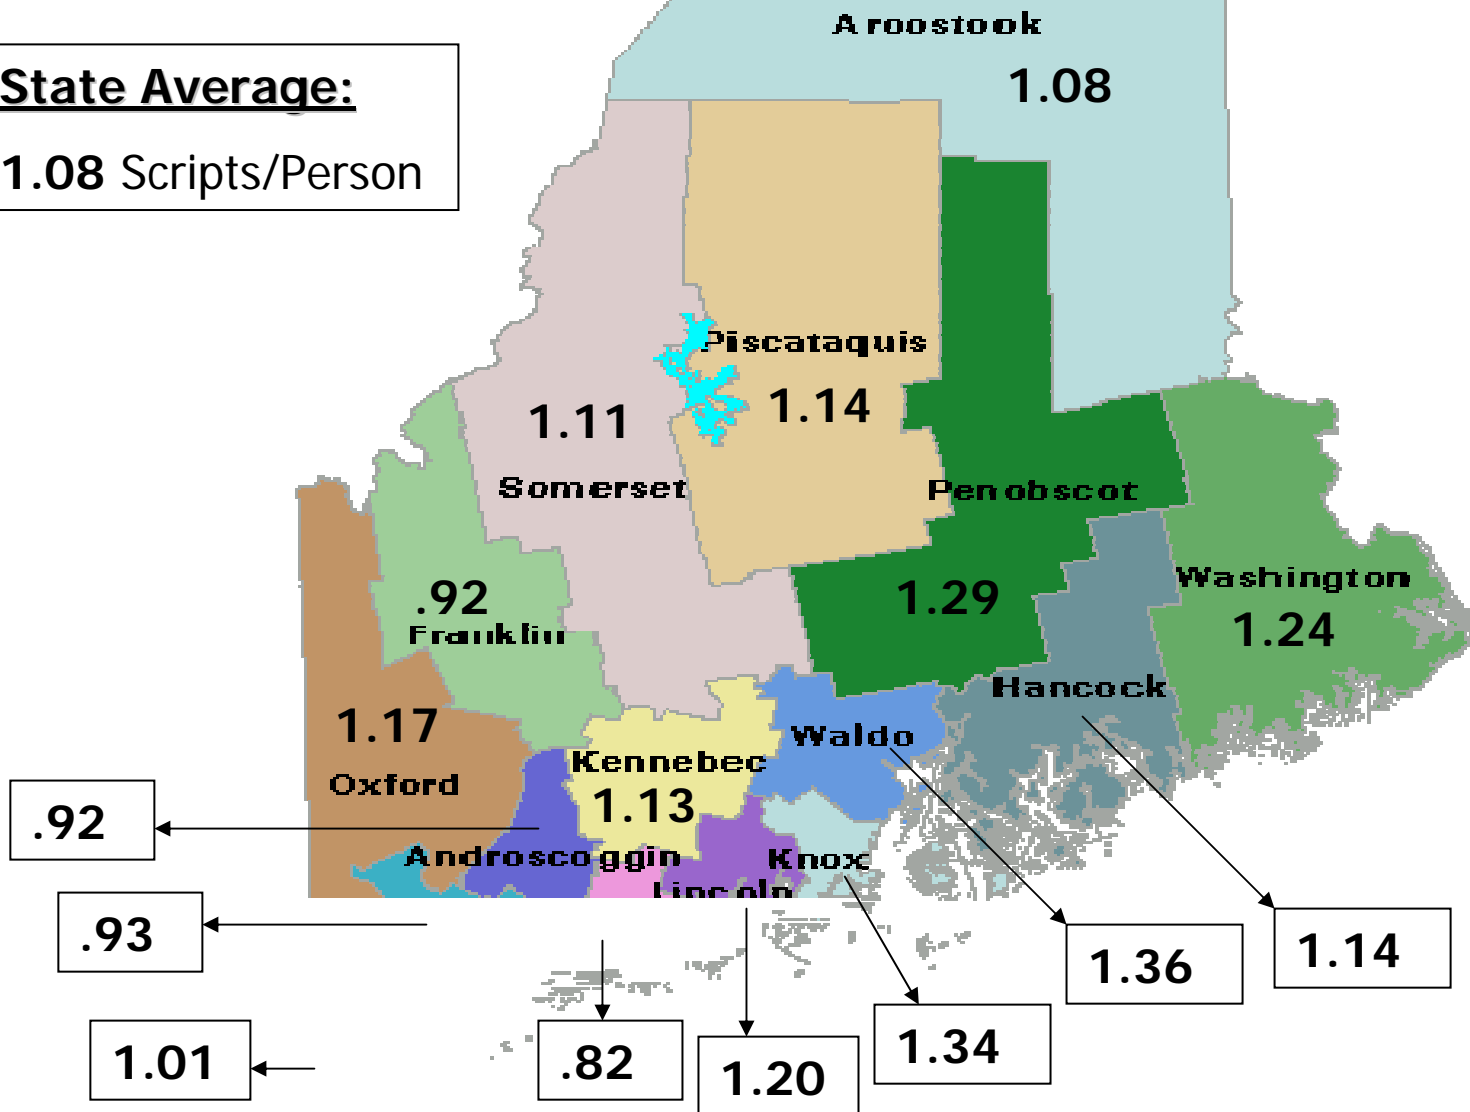 Aroostook
1.08
State Average:
1.08 Scripts/Person
Piscataquis
1.14
1.11
Somerset
Penobscot
1.29
Washington
1.24
.92
Franklin
Hancock
1.17
Oxford
Waldo
Kennebec
1.13
.92
Androscoggin
Knox
Lincoln
.93
1.36
1.14
1.34
1.01
.82
1.20